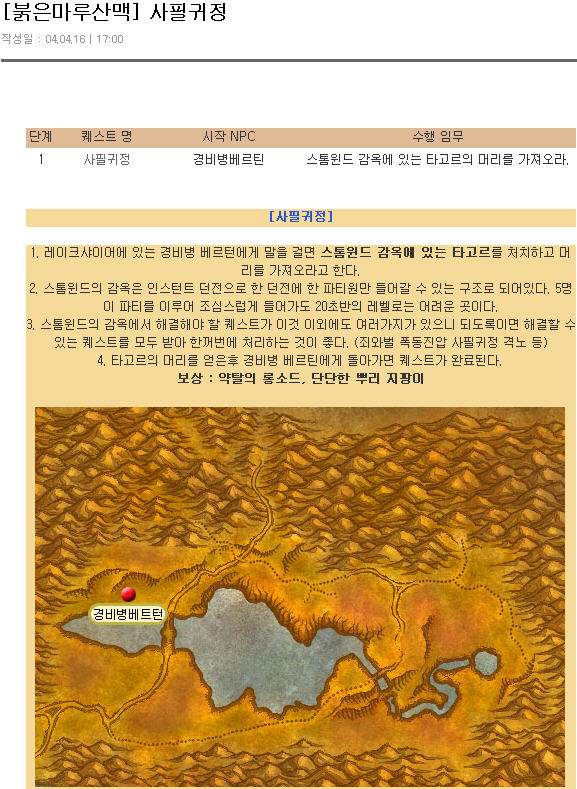 [붉은마루산맥] 사필귀정
작성일 : 04.04.16 | 17:00
단계 퀘스트 명 시작 NPC 수행 임무
1 사필귀정 경비병베르틴 스톰윈드 감옥에 있는 타고르의 머리를 가져오라.
[사필귀정]
1. 레이크샤이어에 있는 경비병 베르턴에게 말을 걸면 스톰윈드 감옥에 있는 타고르를 처치하고 머
리를 가져오라고 한다.
2. 스톰윈드의 감옥은 인스턴트 던전으로 한 던전에 한 파티원만 들어갈 수 있는 구조로 되어있다. 5명
이 파티를 이루어 조심스럽게 들어가도 20초반의 레벨로는 어려운 곳이다.
3. 스톰윈드의 감옥에서 해결해야 할 퀘스트가 이것 이외에도 여러가지가 있으니 되도록이면 해결할 수
있는 퀘스트를 모두 받아 한꺼번에 처리하는 것이 좋다. (죄와벌 폭동진압 사필귀정 격노 등)
4. 타고르의 머리를 얻은후 경비병 베르틴에게 돌아가면 퀘스트가 완료된다.
보상 : 약탈의 롱소드, 단단한 뿌리 지팡이
경비병베트턴